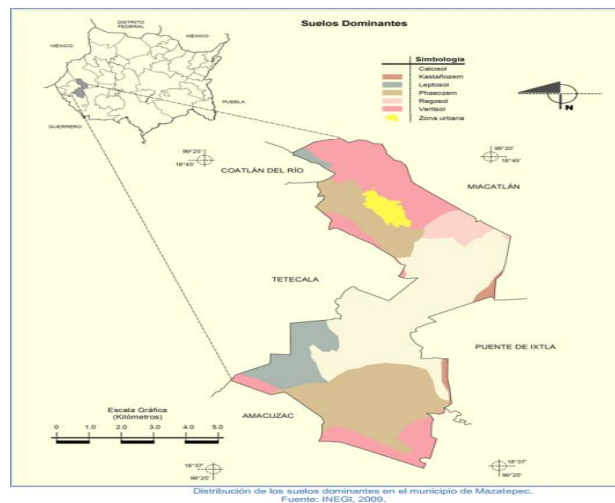 Suelos Dominantes
DISTRITO
FEDERAL
MÉXICO
MÉXICO
PUEBLA
GUERRERO
Simbología
Calcisol
Kastañozem
Leptosol
Phaeozem
Regosol
Vertisol
Zona urbana
N
99°25'
18°45'
99°20'
18°45'
COATLÁN DEL RÍO
MIACATLÁN
TETECALA
PUENTE DE IXTLA
AMACUZAC
Escala Gráfica
(Kilómetros)
0 1.0 2.0 3.0 4.0 5.0
18°37'
99°25'
18°37'
99°20'
Distribución de los suelos dominantes en el municipio de Mazatepec.
Fuente: INEGI, 2009.